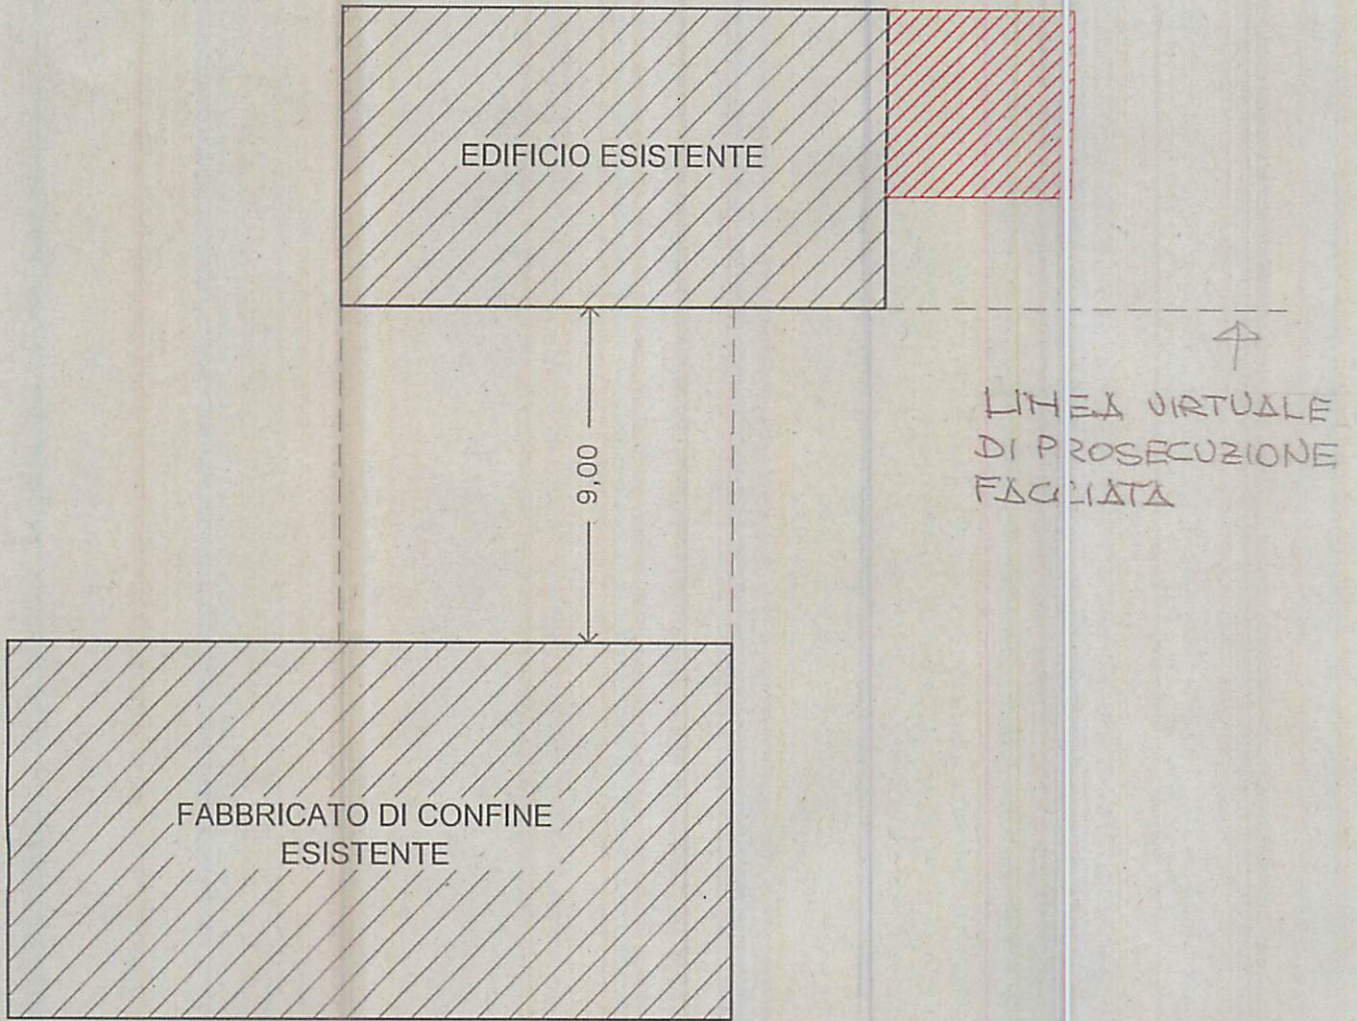 EDIFICIO ESISTENTE
9,00
LINEA VIRTUALE
DI PROSECUZIONE
FACCIATA
FABBRICATO DI CONFINE
ESISTENTE